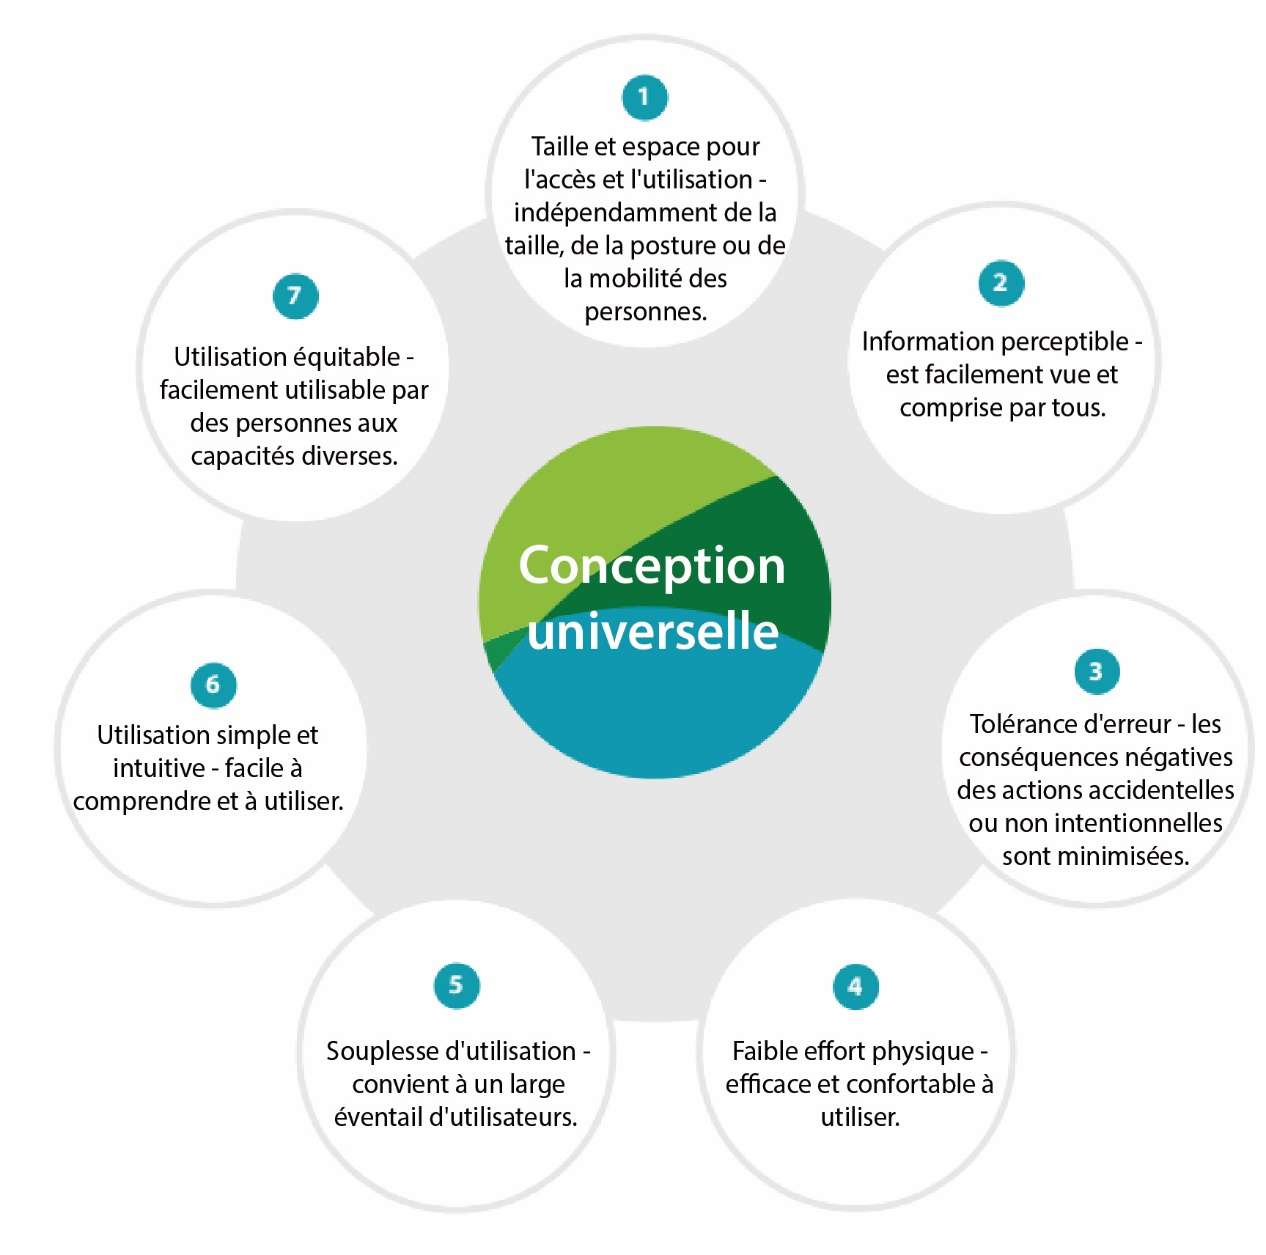 1
Taille et espace pour
l'accès et l'utilisation -
indépendamment de la
taille, de la posture ou de
la mobilité des
personnes.
2
Information perceptible -
est facilement vue et
comprise par tous.
3
Tolérance d'erreur - les
conséquences négatives
des actions accidentelles
ou non intentionnelles
sont minimisées.
4
Faible effort physique -
efficace et confortable à
utiliser.
5
Souplesse d'utilisation -
convient à un large
éventail d'utilisateurs.
6
Utilisation simple et
intuitive - facile à
comprendre et à utiliser.
7
Utilisation équitable -
facilement utilisable par
des personnes aux
capacités diverses.
Conception
universelle